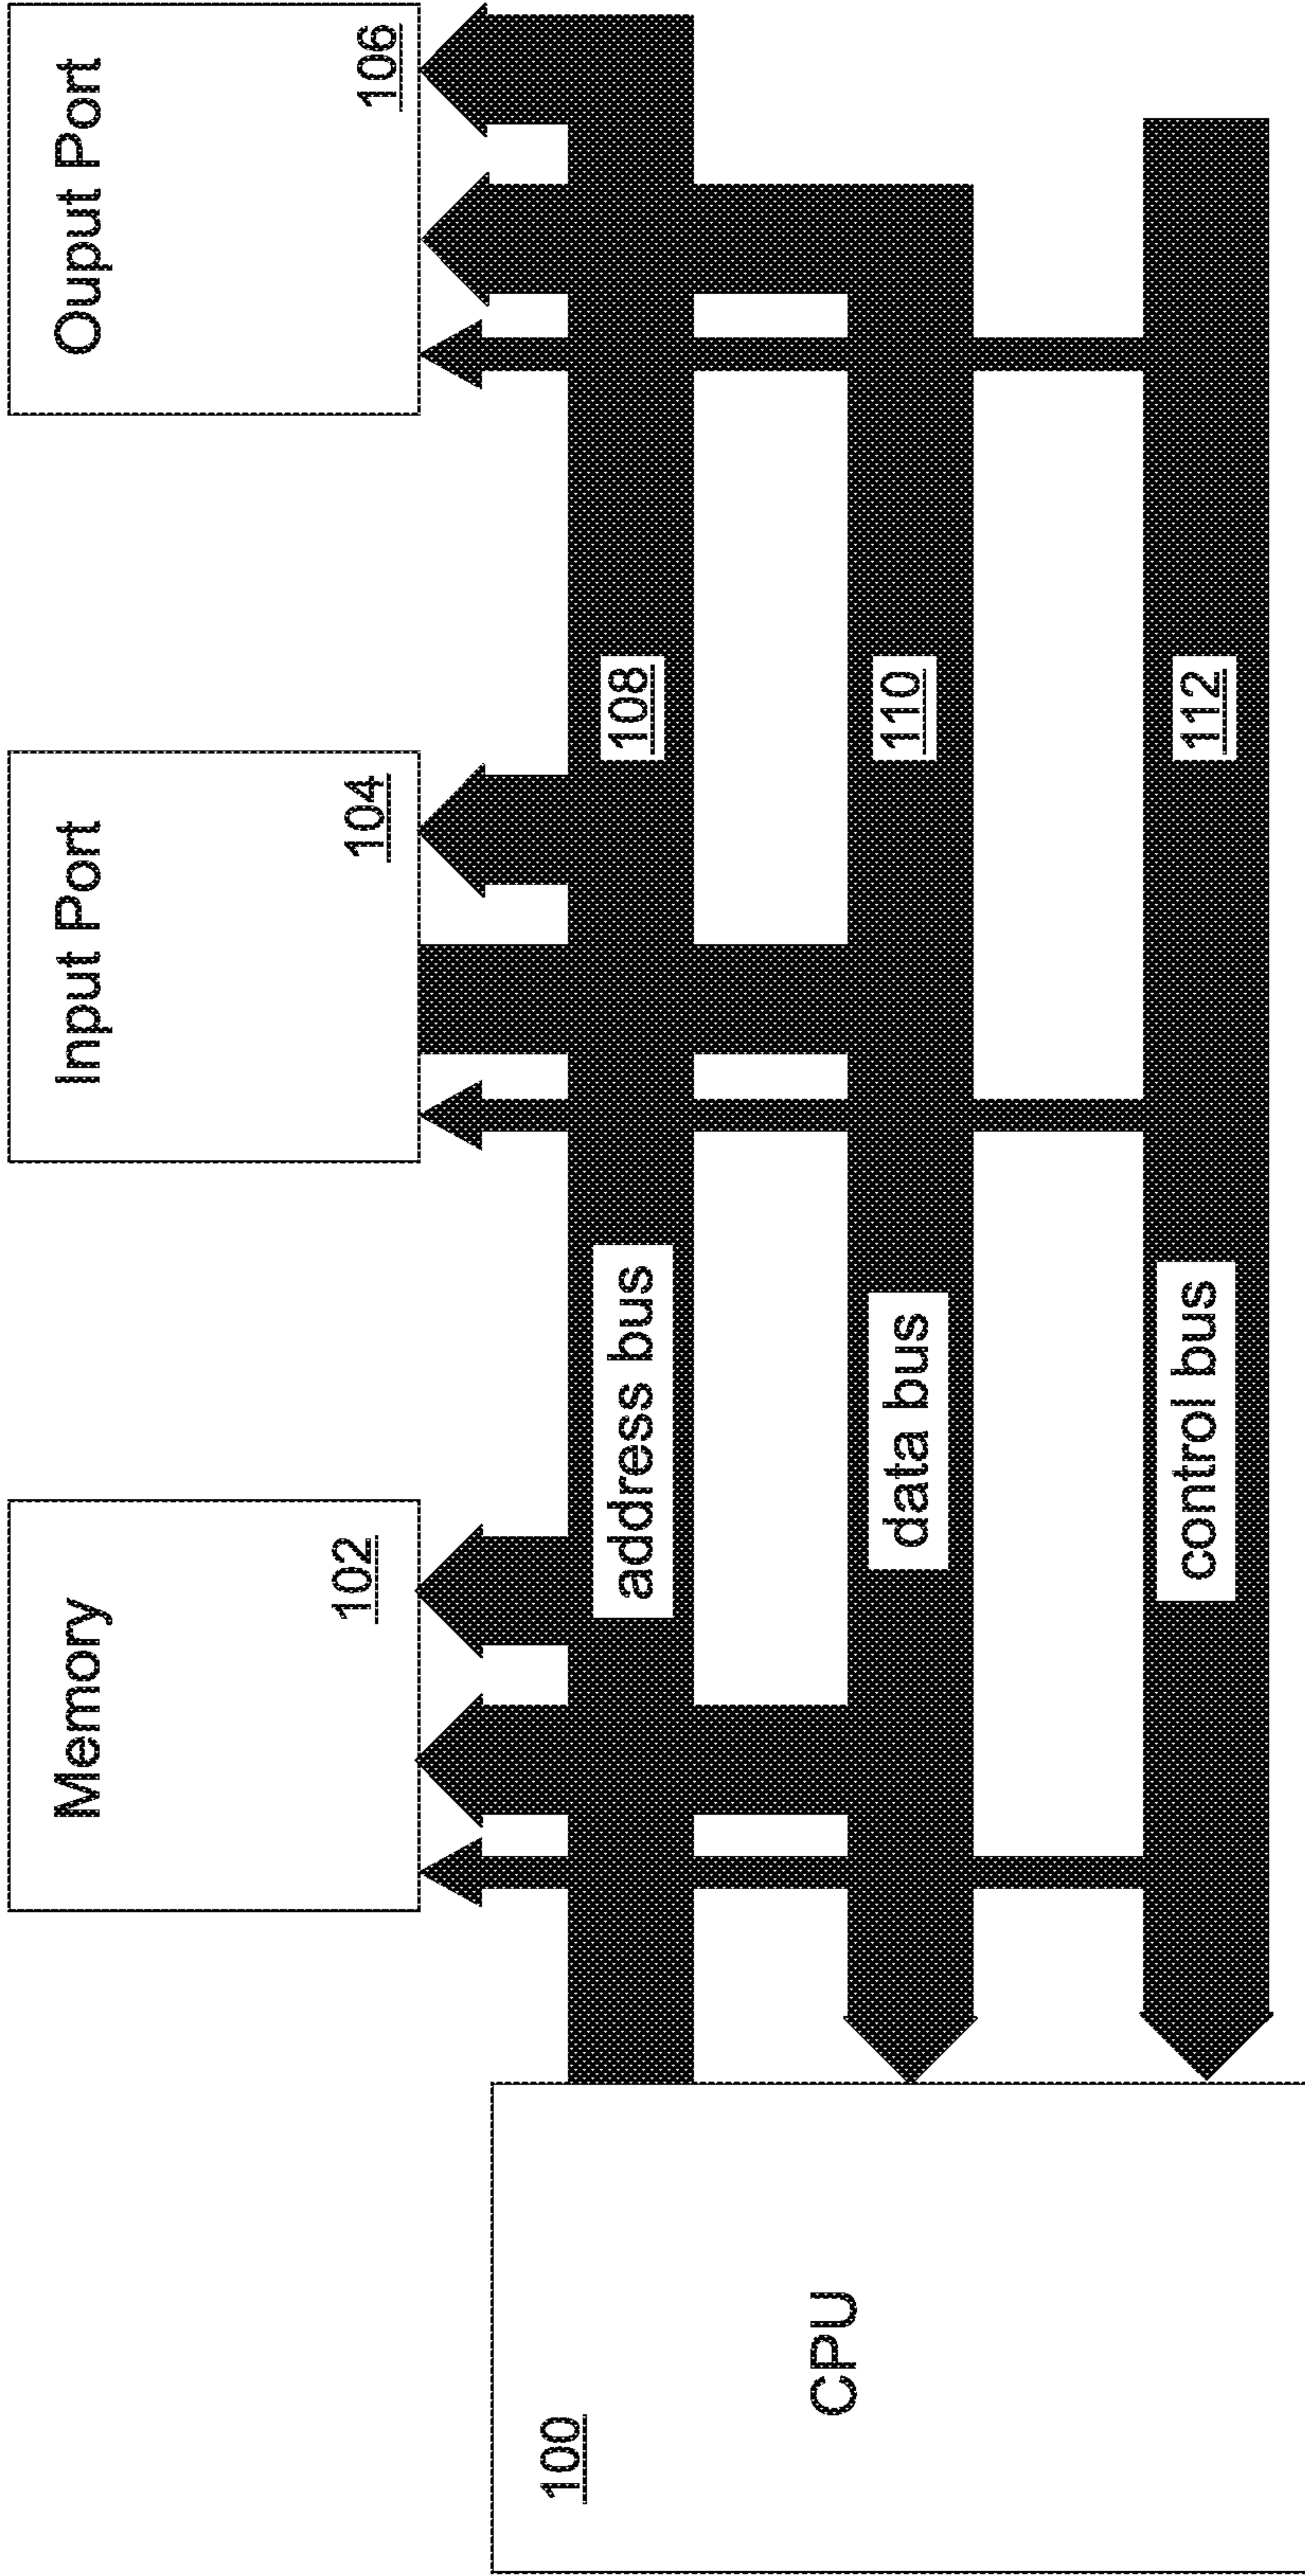 Memory
102
Input Port
104
Ouput Port
106
address bus
108
data bus
110
control bus
112
100
CPU